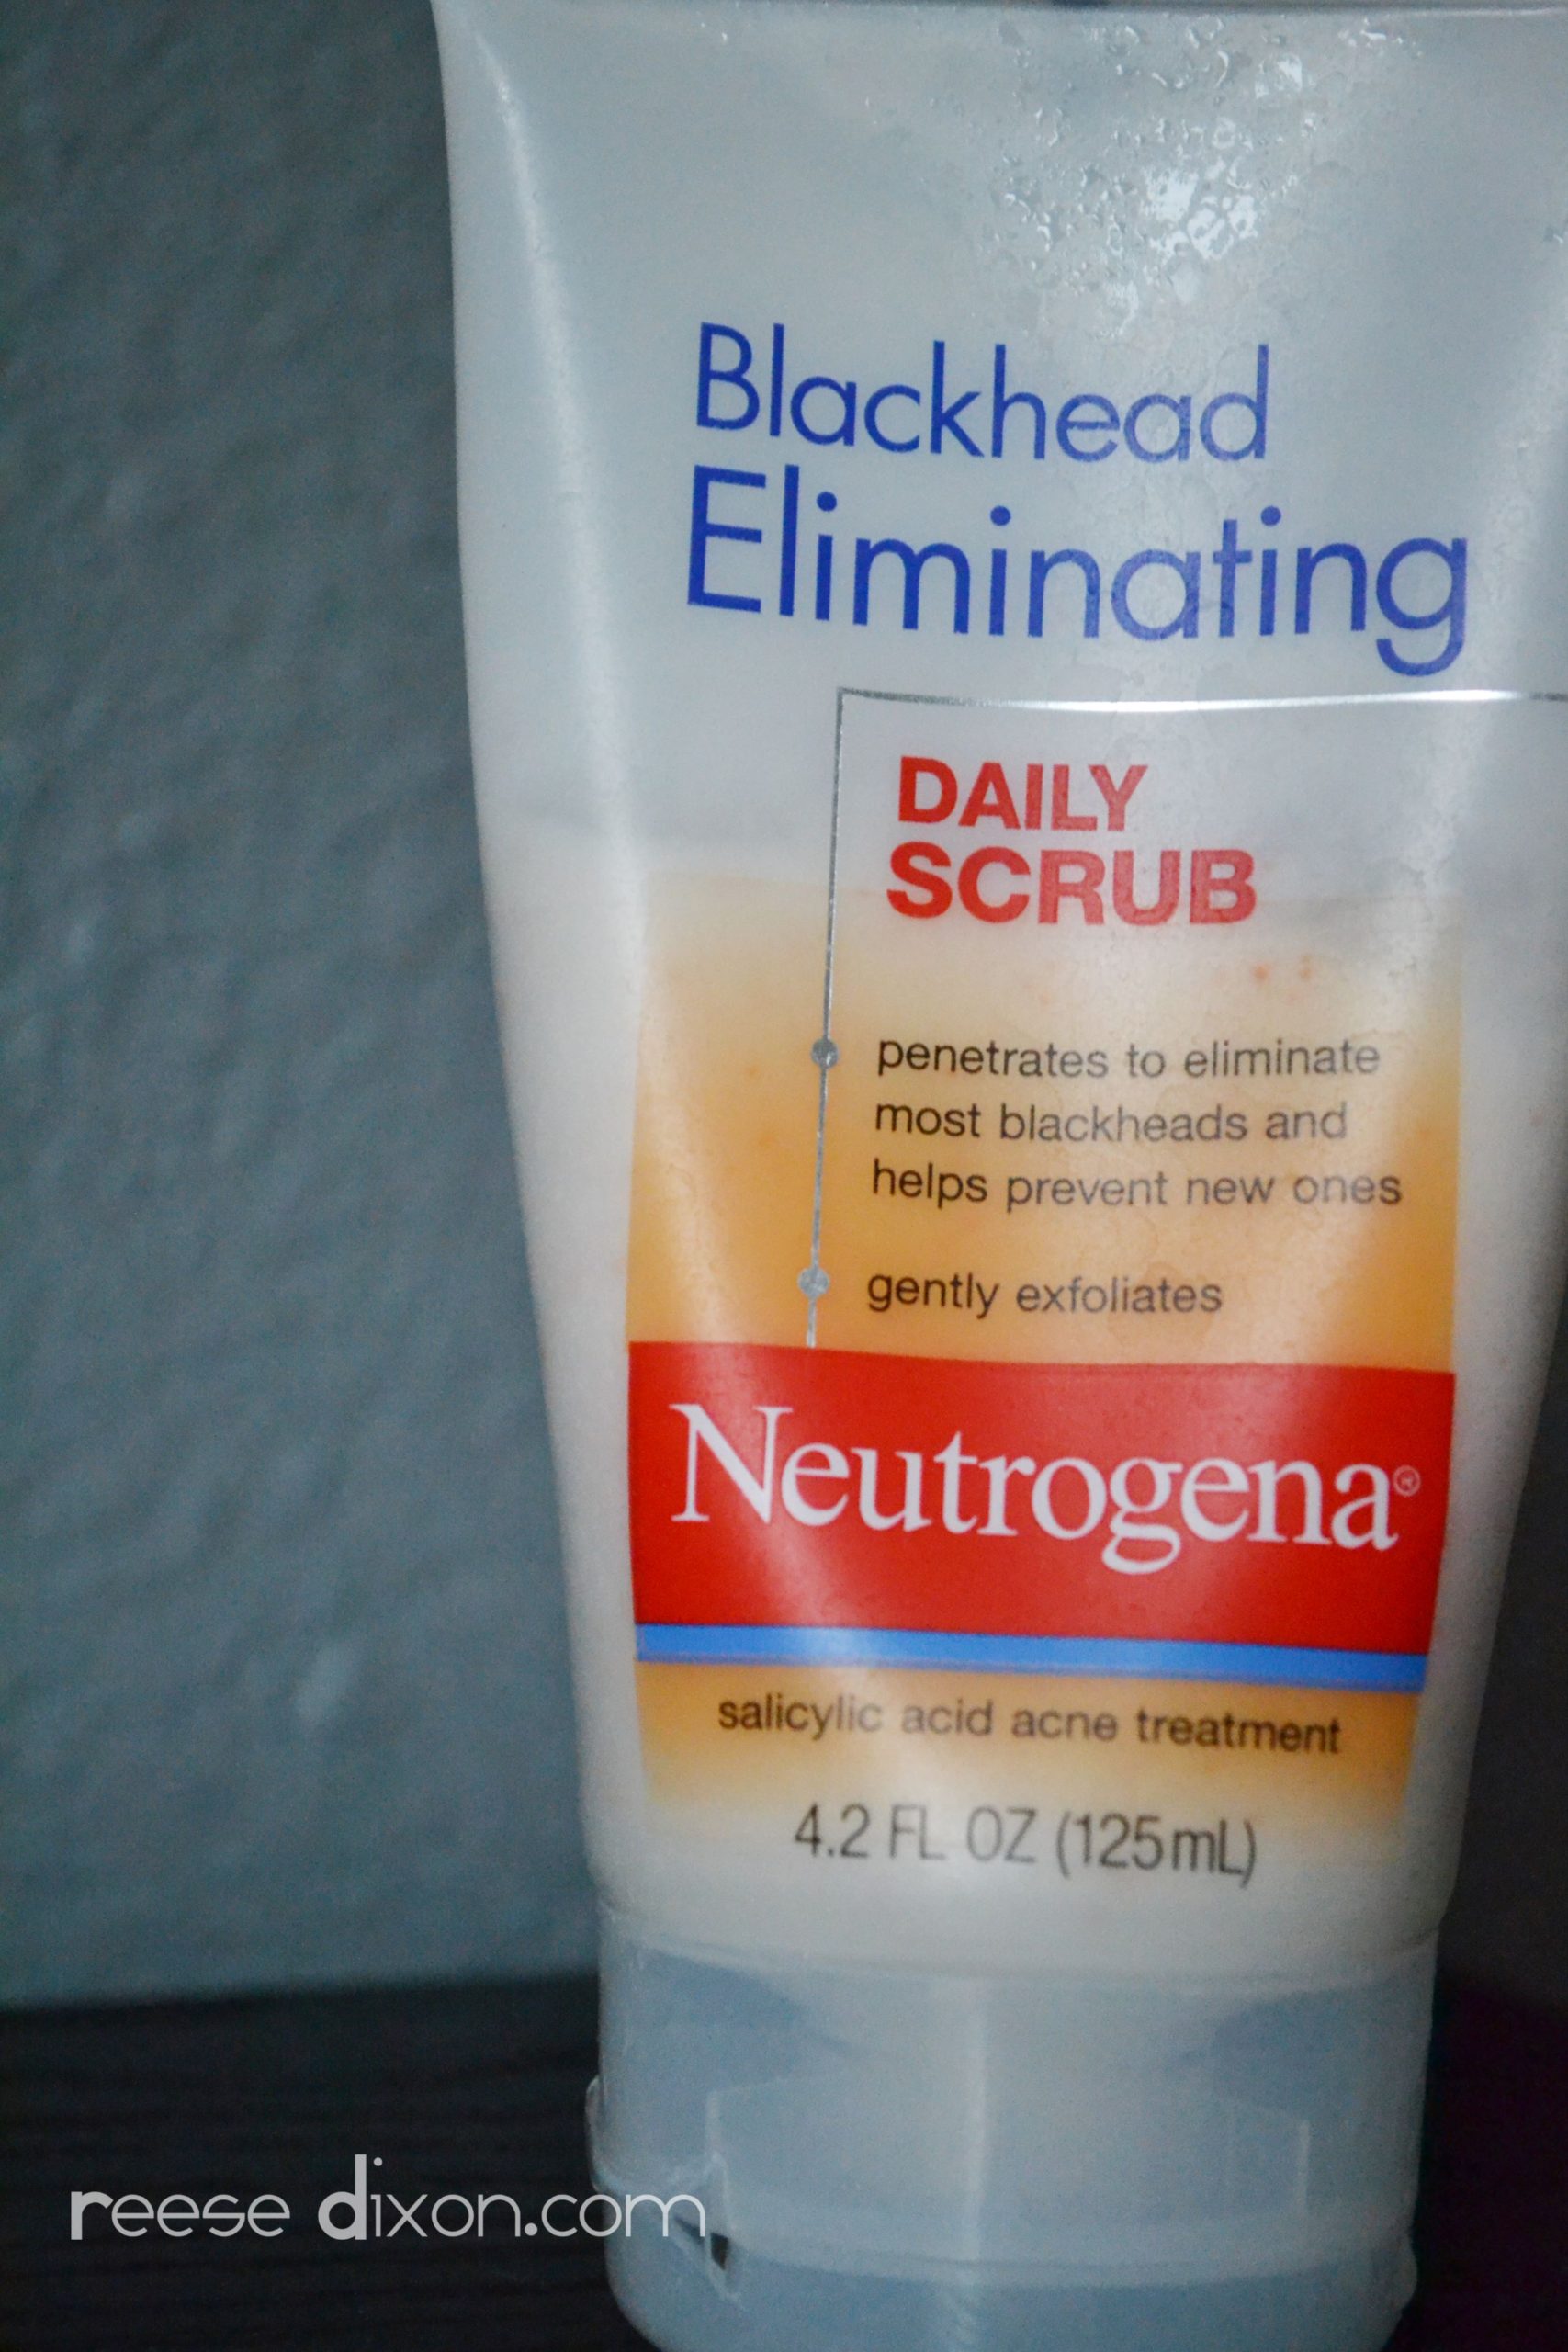 Blackhead
Eliminating
DAILY
SCRUB
penetrates to eliminate
most blackheads and
helps prevent new ones
gently exfoliates
Neutrogena®
salicylic acid acne treatment
4.2 FL OZ (125mL)
reese dixon.com